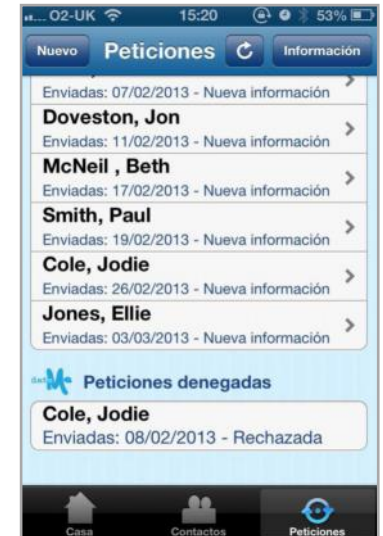 O2-UK 15:20 53%
Nuevo Peticiones Información
Enviadas: 07/02/2013 - Nueva información
Doveston, Jon
Enviadas: 11/02/2013 - Nueva información
McNeil , Beth
Enviadas: 17/02/2013 - Nueva información
Smith, Paul
Enviadas: 19/02/2013 - Nueva información
Cole, Jodie
Enviadas: 26/02/2013 - Nueva información
Jones, Ellie
Enviadas: 03/03/2013 - Nueva información
Peticiones denegadas
Cole, Jodie
Enviadas: 08/02/2013 - Rechazada
Casa Contactos Peticiones